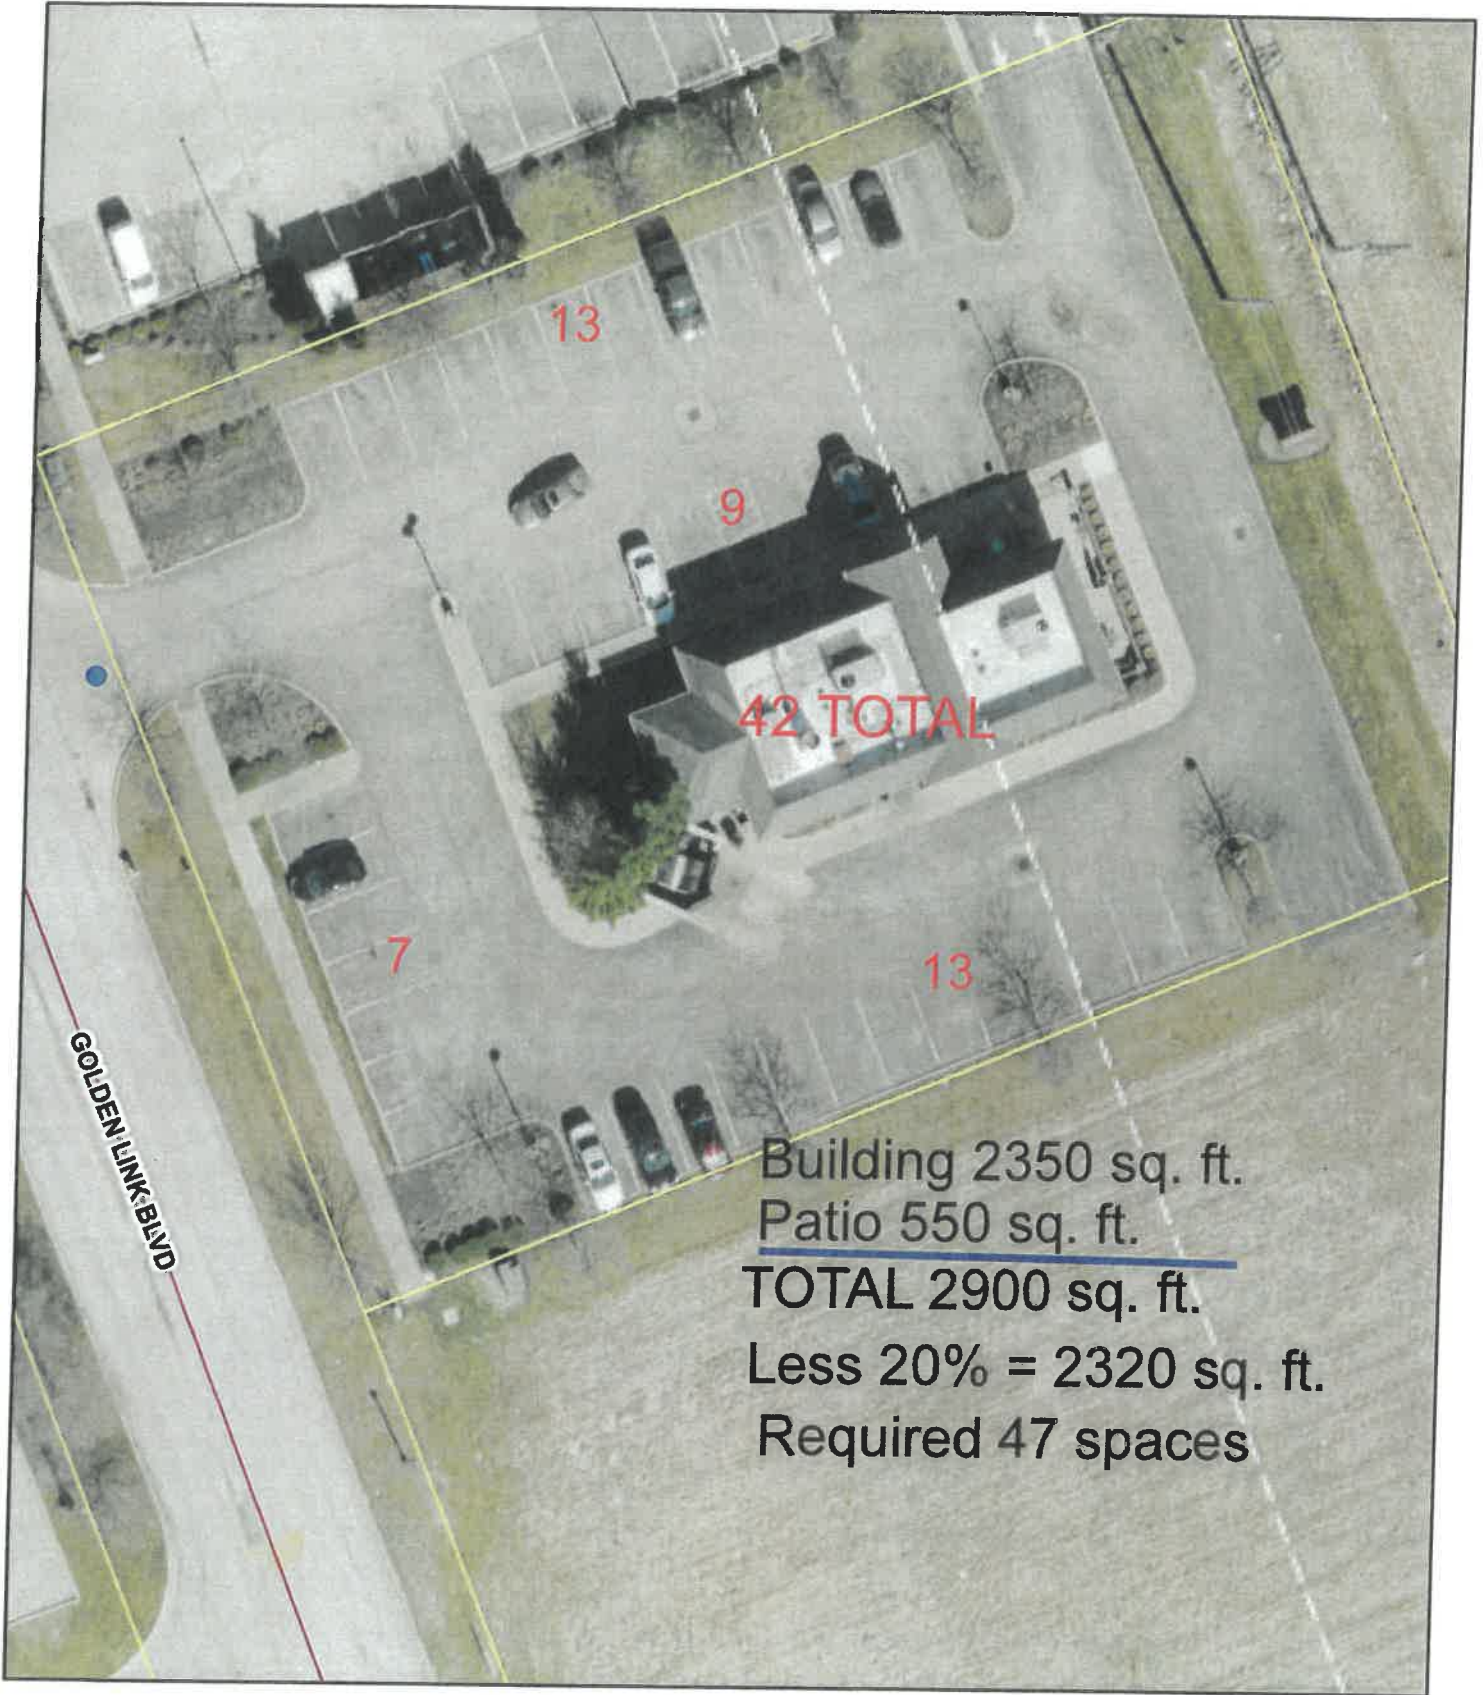 13
9
42 TOTAL
7
13
GOLDEN LINK BLVD
Building 2350 sq. ft.
Patio 550 sq. ft.
TOTAL 2900 sq. ft.
Less 20% = 2320 sq. ft.
Required 47 spaces